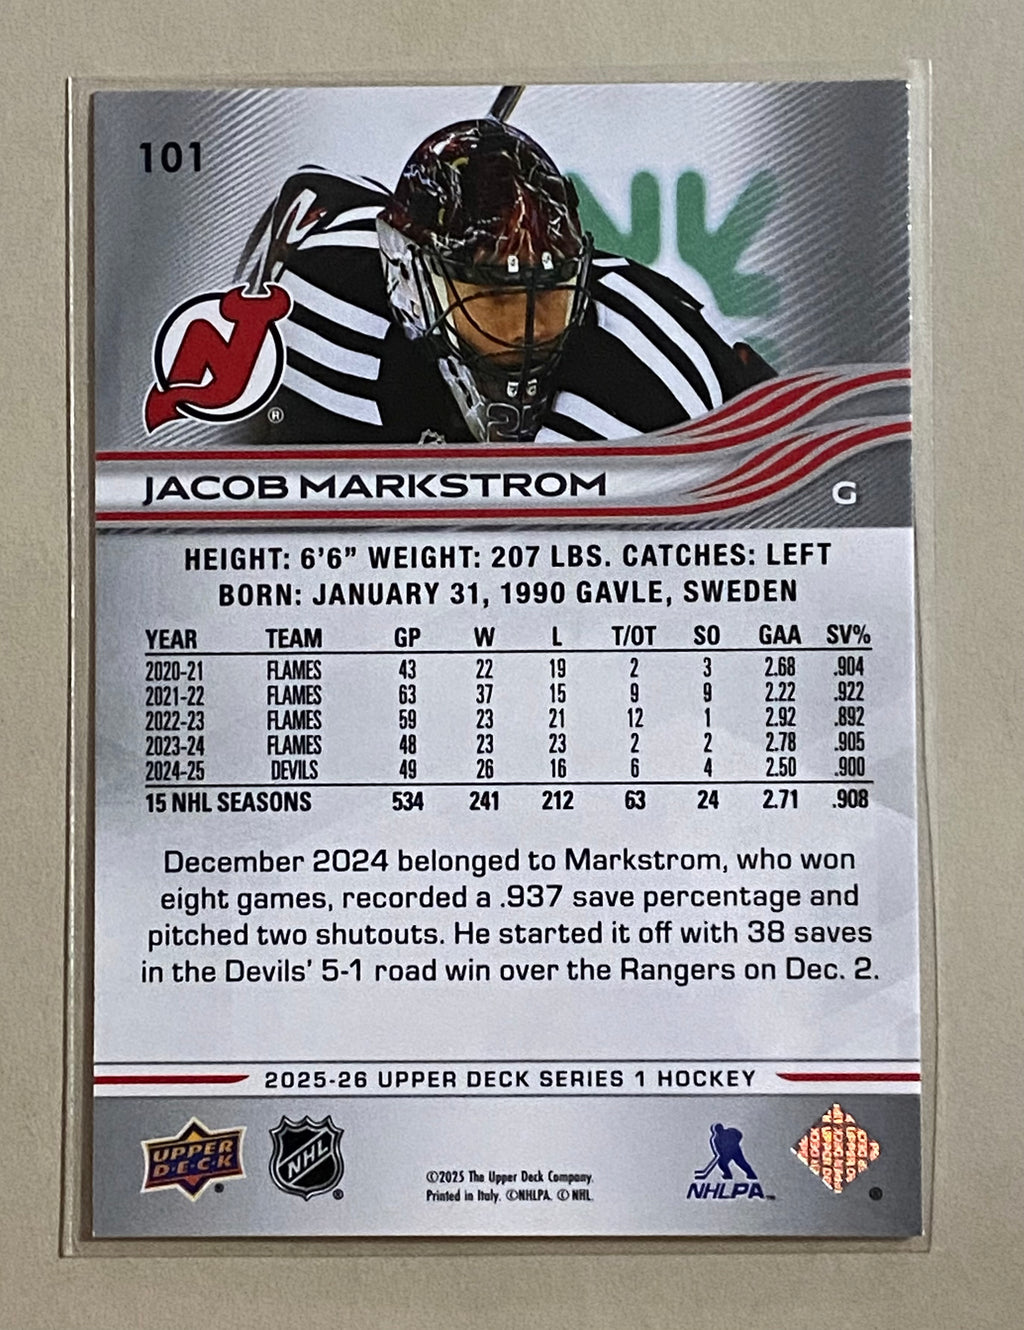 101
JACOB MARKSTROM
G
HEIGHT: 6'6" WEIGHT: 207 LBS. CATCHES: LEFT
BORN: JANUARY 31, 1990 GAVLE, SWEDEN
YEAR TEAM GP W L T/OT SO GAA SV%
2020-21 FLAMES 43 22 19 2 3 2.68 .904
2021-22 FLAMES 63 37 15 9 9 2.22 .922
2022-23 FLAMES 59 23 21 12 1 2.92 .892
2023-24 FLAMES 48 23 23 2 2 2.78 .905
2024-25 DEVILS 49 26 16 6 4 2.50 .900
15 NHL SEASONS 534 241 212 63 24 2.71 .908
December 2024 belonged to Markstrom, who won
eight games, recorded a .937 save percentage and
pitched two shutouts. He started it off with 38 saves
in the Devils' 5-1 road win over the Rangers on Dec. 2.
2025-26 UPPER DECK SERIES 1 HOCKEY
UPPER
D·E·C·K
NHL
©2025 The Upper Deck Company.
Printed in Italy. ©NHLPA. © NHL.
NHLPA